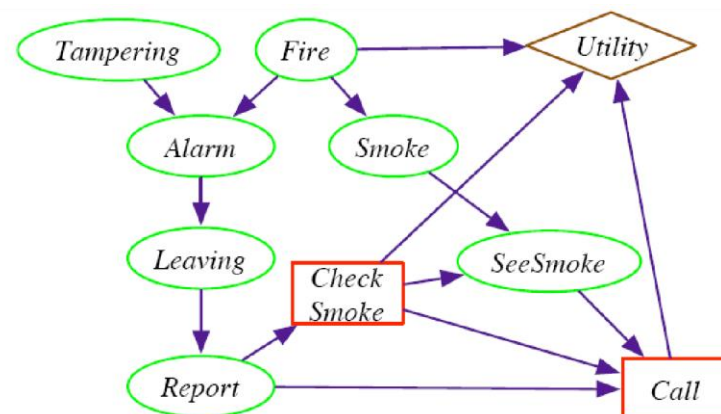 Tampering
Fire
Utility
Alarm
Smoke
Leaving
Check
Smoke
SeeSmoke
Report
Call